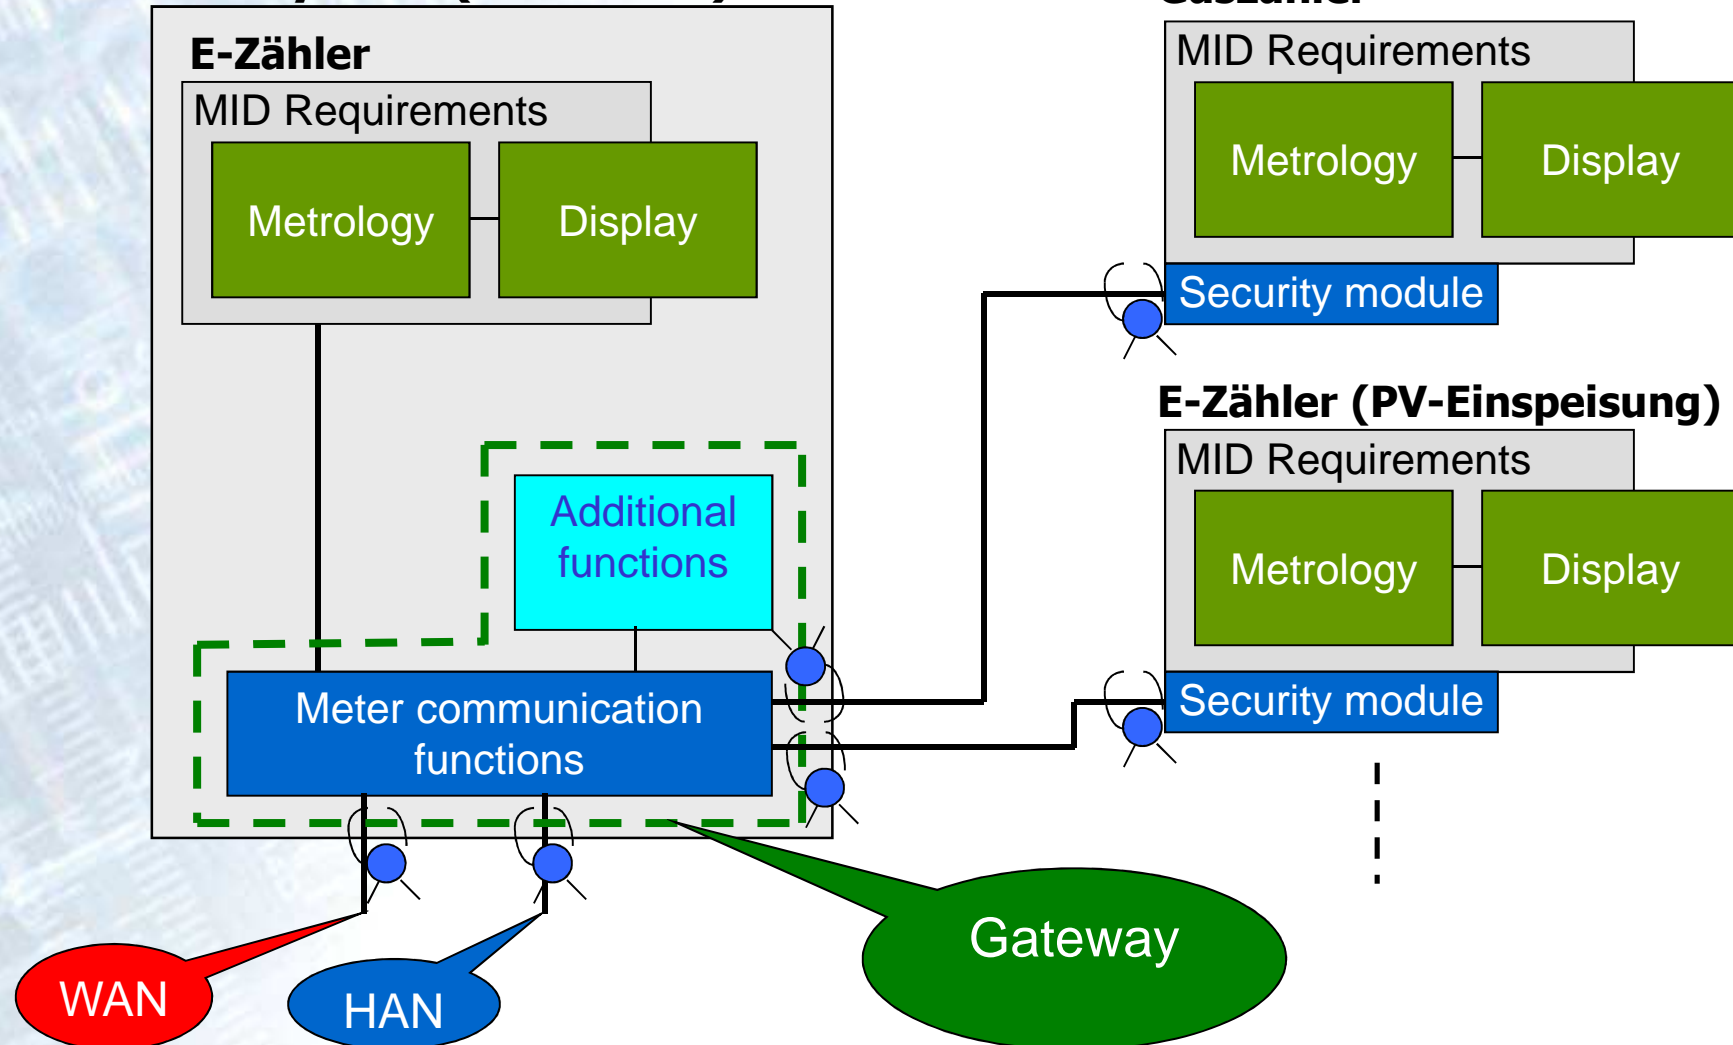 Gaszähler
E-Zähler
MID Requirements
Metrology
Display
MID Requirements
Metrology
Display
Security module
E-Zähler (PV-Einspeisung)
MID Requirements
Metrology
Display
Security module
Additional
functions
Meter communication
functions
Gateway
WAN
HAN